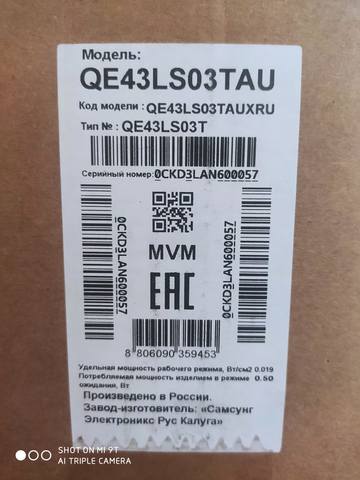 Модель:
QE43LS03TAU
Код модели : QE43LS03TAUXRU
Тип № : QE43LS03T
Серийный номер: 0CKD3LAN600057
0CKD3LAN600057
0CKD3LAN600057
MVM
EAC
8 806090 359453
Удельная мощность рабочего режима, Вт/см2 0.019
Потребляемая мощность изделием в режиме 0.50
ожидания, Вт
Произведено в России.
Завод-изготовитель: «Самсунг
Электроникс Рус Калуга»
SHOT ON MI 9T
AI TRIPLE CAMERA